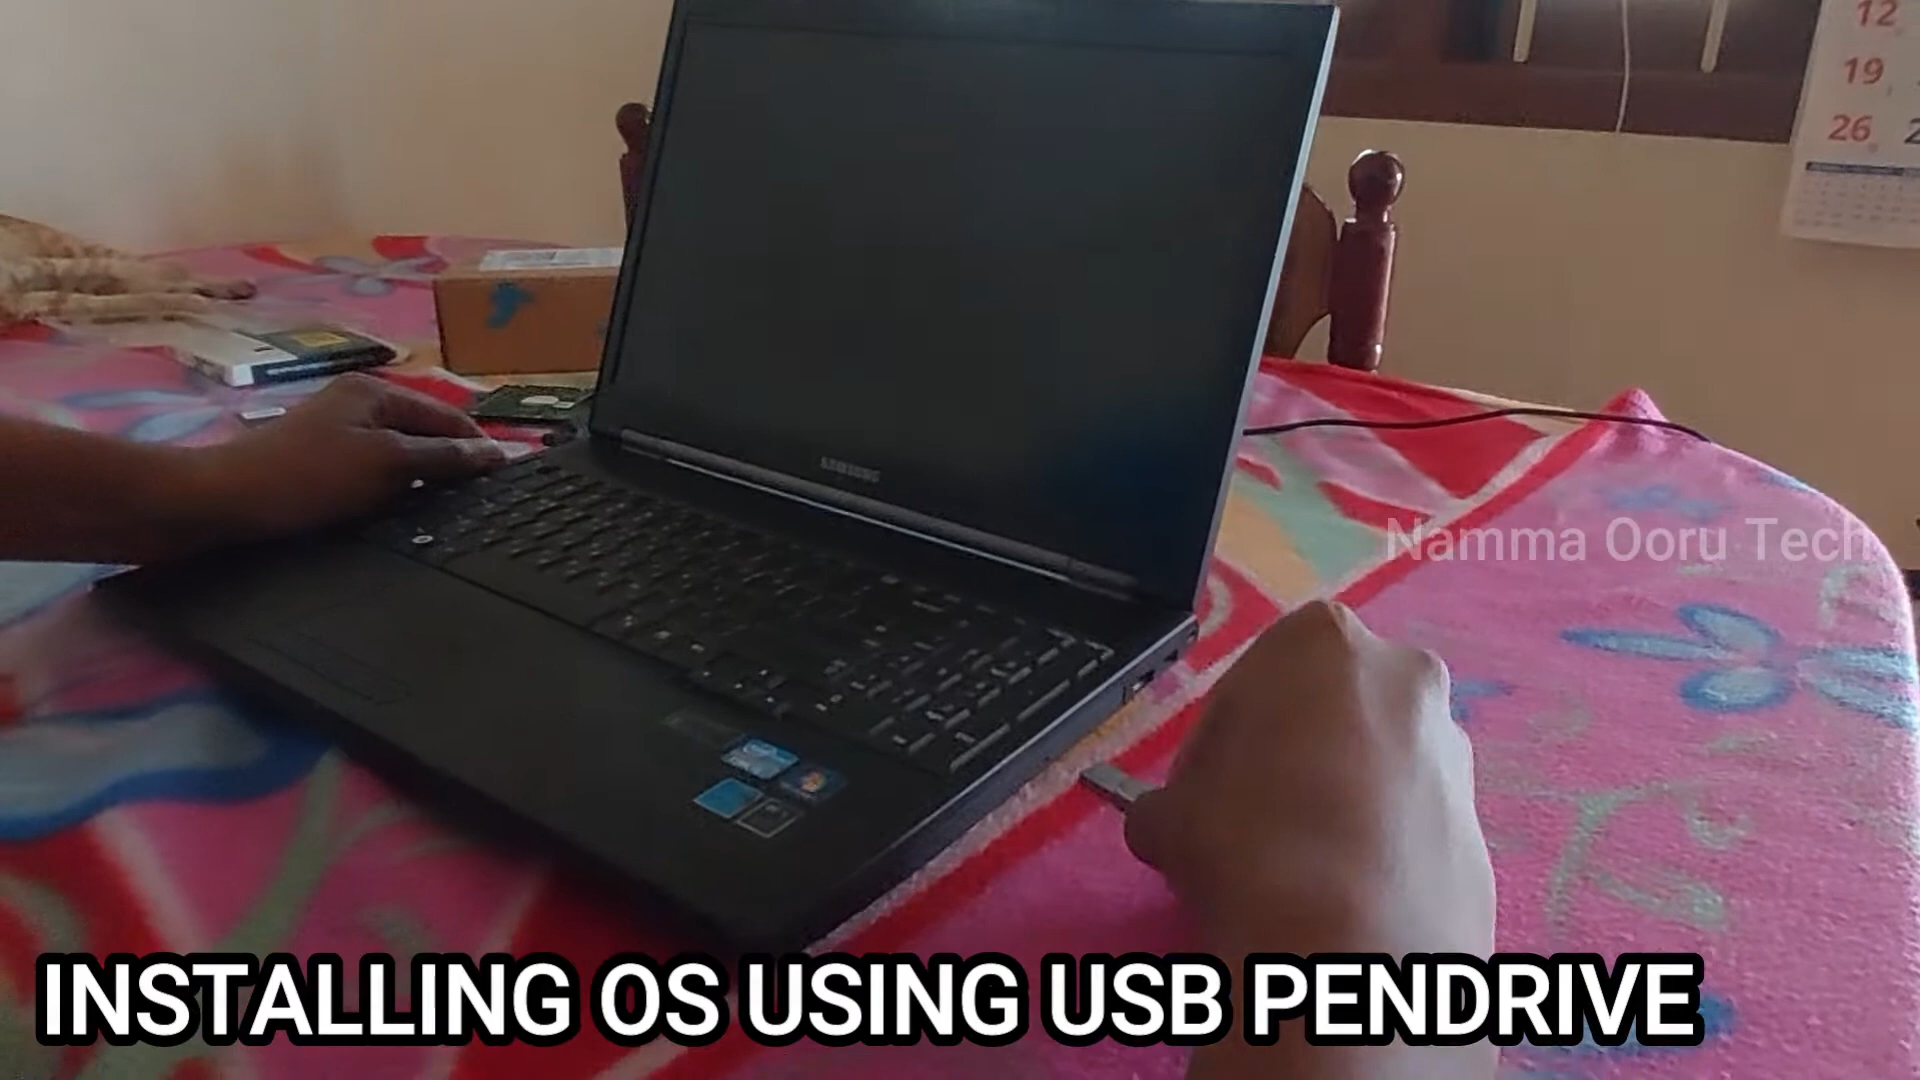 12
19
26
SAMSUNG
Namma Ooru Tech
INSTALLING OS USING USB PENDRIVE